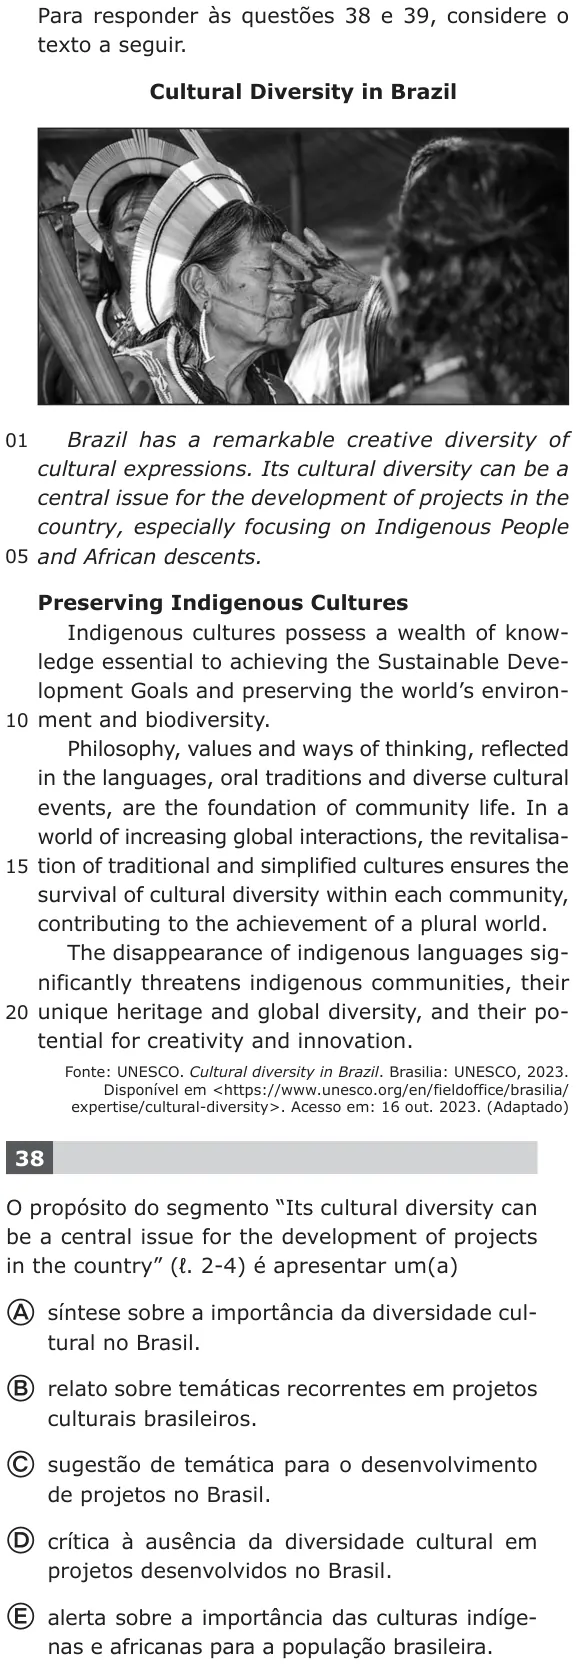 Para responder às questões 38 e 39, considere o
texto a seguir.
Cultural Diversity in Brazil
01 Brazil has a remarkable creative diversity of
cultural expressions. Its cultural diversity can be a
central issue for the development of projects in the
country, especially focusing on Indigenous People
05 and African descents.
Preserving Indigenous Cultures
Indigenous cultures possess a wealth of know-
ledge essential to achieving the Sustainable Deve-
lopment Goals and preserving the world's environ-
10 ment and biodiversity.
Philosophy, values and ways of thinking, reflected
in the languages, oral traditions and diverse cultural
events, are the foundation of community life. In a
world of increasing global interactions, the revitalisa-
15 tion of traditional and simplified cultures ensures the
survival of cultural diversity within each community,
contributing to the achievement of a plural world.
The disappearance of indigenous languages sig-
nificantly threatens indigenous communities, their
20 unique heritage and global diversity, and their po-
tential for creativity and innovation.
Fonte: UNESCO. Cultural diversity in Brazil. Brasilia: UNESCO, 2023.
Disponível em <https://www.unesco.org/en/fieldoffice/brasilia/
expertise/cultural-diversity>. Acesso em: 16 out. 2023. (Adaptado)
38
O propósito do segmento “Its cultural diversity can
be a central issue for the development of projects
in the country” (ℓ. 2-4) é apresentar um(a)
A síntese sobre a importância da diversidade cul-
tural no Brasil.
B relato sobre temáticas recorrentes em projetos
culturais brasileiros.
C sugestão de temática para o desenvolvimento
de projetos no Brasil.
D crítica à ausência da diversidade cultural em
projetos desenvolvidos no Brasil.
E alerta sobre a importância das culturas indíge-
nas e africanas para a população brasileira.